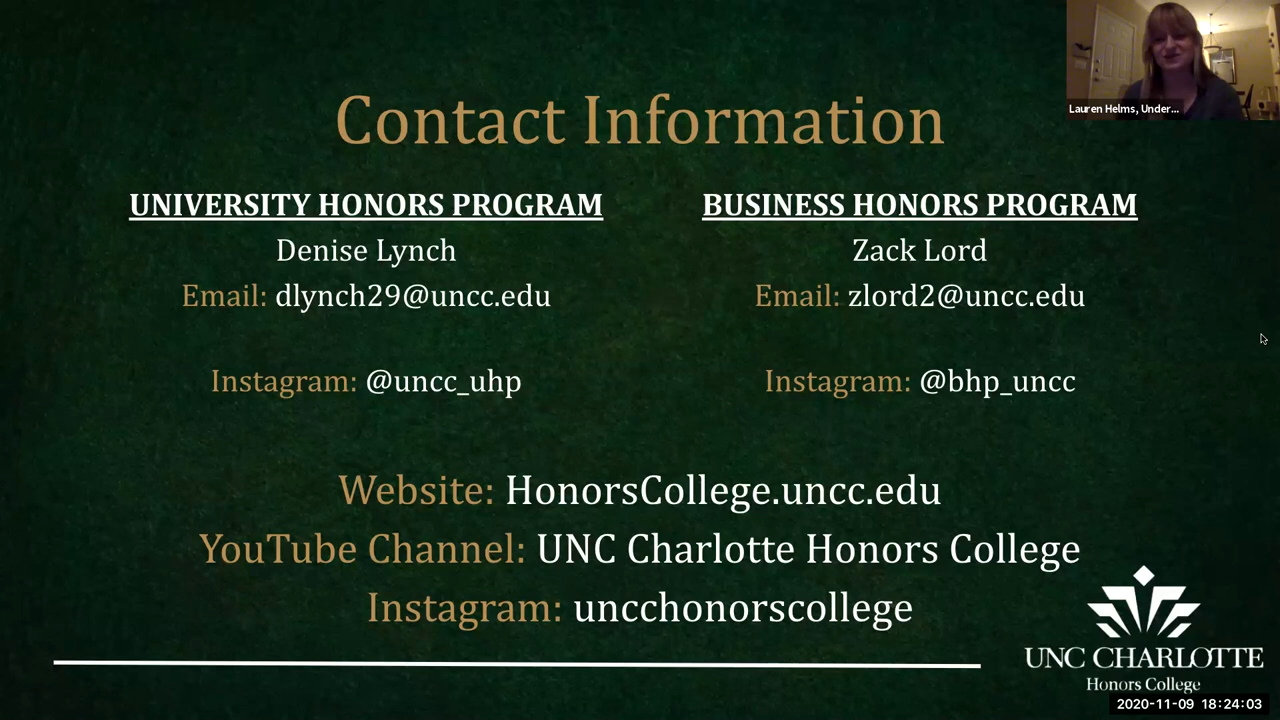 Contact Information
UNIVERSITY HONORS PROGRAM
Denise Lynch
Email: dlynch29@uncc.edu
Instagram: @uncc_uhp
BUSINESS HONORS PROGRAM
Zack Lord
Email: zlord2@uncc.edu
Instagram: @bhp_uncc
Website: HonorsCollege.uncc.edu
YouTube Channel: UNC Charlotte Honors College
Instagram: uncchonorscollege
UNC CHARLOTTE
Honors College
Lauren Helms, Under...
2020-11-09 18:24:03